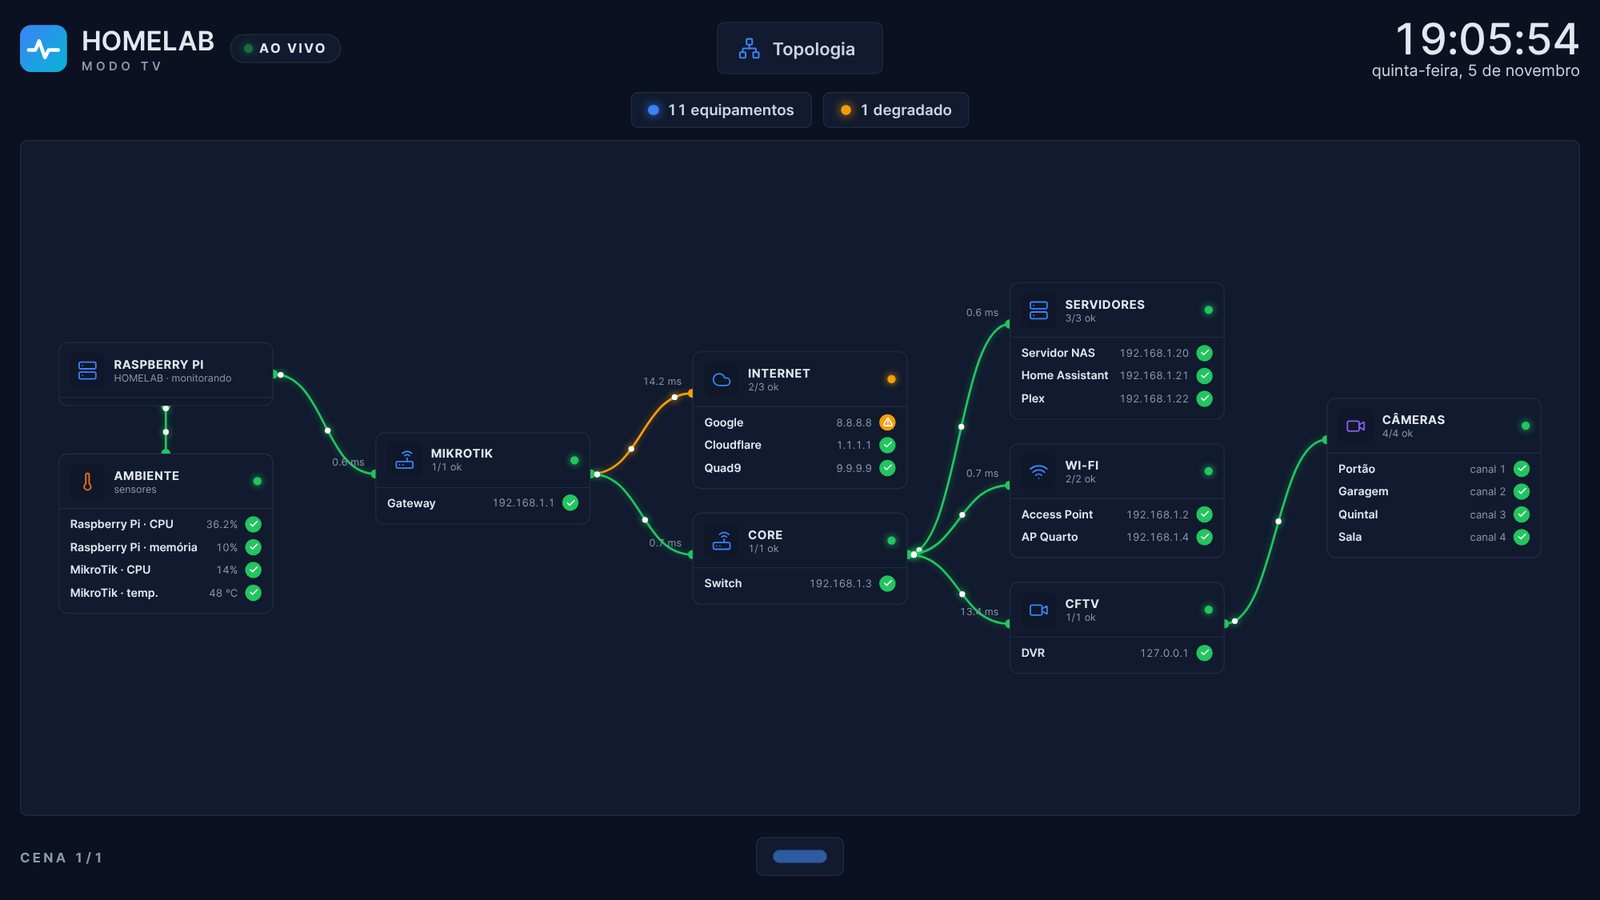 HOMELAB
MODO TV
AO VIVO
Topologia
19:05:54
quinta-feira, 5 de novembro
11 equipamentos
1 degradado
RASPBERRY PI
HOMELAB · monitorando
AMBIENTE
sensores
Raspberry Pi · CPU 36.2%
Raspberry Pi · memória 10%
MikroTik · CPU 14%
MikroTik · temp. 48 °C
0.6 ms
MIKROTIK
1/1 ok
Gateway 192.168.1.1
14.2 ms
INTERNET
2/3 ok
Google 8.8.8.8
Cloudflare 1.1.1.1
Quad9 9.9.9.9
0.7 ms
CORE
1/1 ok
Switch 192.168.1.3
0.6 ms
SERVIDORES
3/3 ok
Servidor NAS 192.168.1.20
Home Assistant 192.168.1.21
Plex 192.168.1.22
0.7 ms
WI-FI
2/2 ok
Access Point 192.168.1.2
AP Quarto 192.168.1.4
13.4 ms
CFTV
1/1 ok
DVR 127.0.0.1
CÂMERAS
4/4 ok
Portão canal 1
Garagem canal 2
Quintal canal 3
Sala canal 4
CENA 1/1